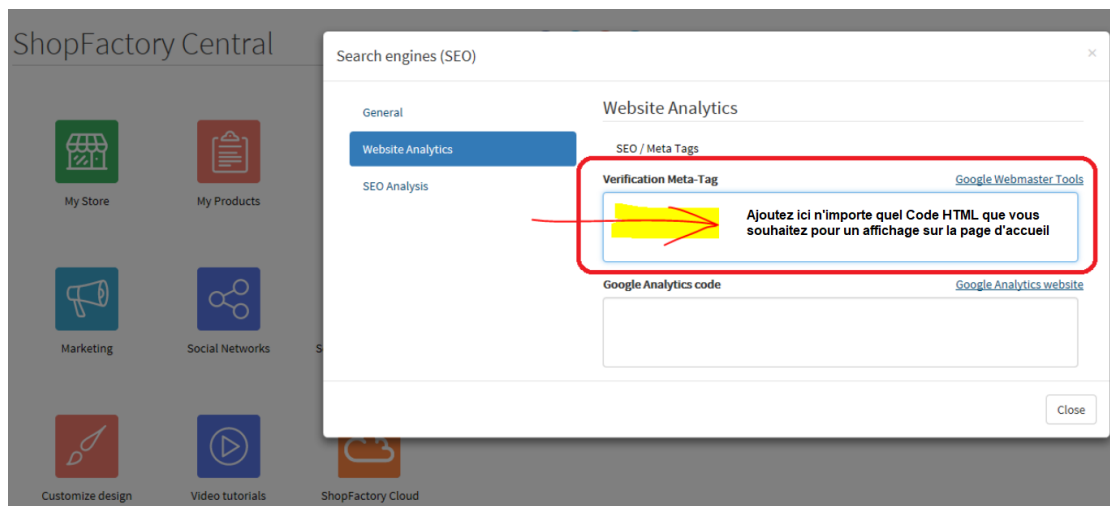 ShopFactory Central
Search engines (SEO)
×
General
Website Analytics
SEO Analysis
Website Analytics
SEO / Meta Tags
Verification Meta-Tag
Google Webmaster Tools
Ajoutez ici n'importe quel Code HTML que vous
souhaitez pour un affichage sur la page d'accueil
Google Analytics code
Google Analytics website
Close
My Store
My Products
Marketing
Social Networks
Customize design
Video tutorials
ShopFactory Cloud